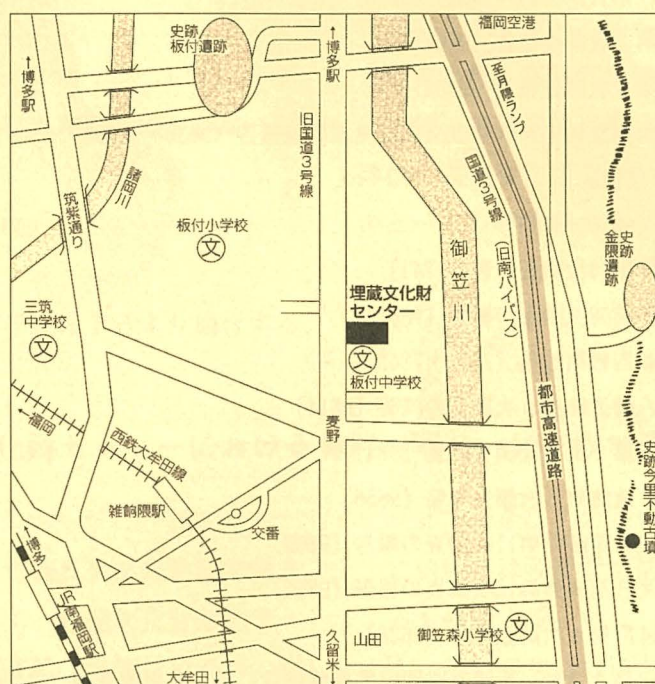 史跡
板付遺跡
←博多駅
←博多駅
福岡空港
至月隈ランプ
旧国道3号線
諸岡川
筑紫通り
国道3号線
(旧南バイパス)
御笠川
史跡
金隈遺跡
板付小学校
文
三筑
中学校
文
埋蔵文化財
センター
文
板付中学校
←福岡
西鉄大牟田線
麦野
都市高速道路
史跡今里不動古墳
雑餉隈駅
交番
←博多
JR南福岡駅
大牟田↓
久留米→
山田
御笠森小学校
文